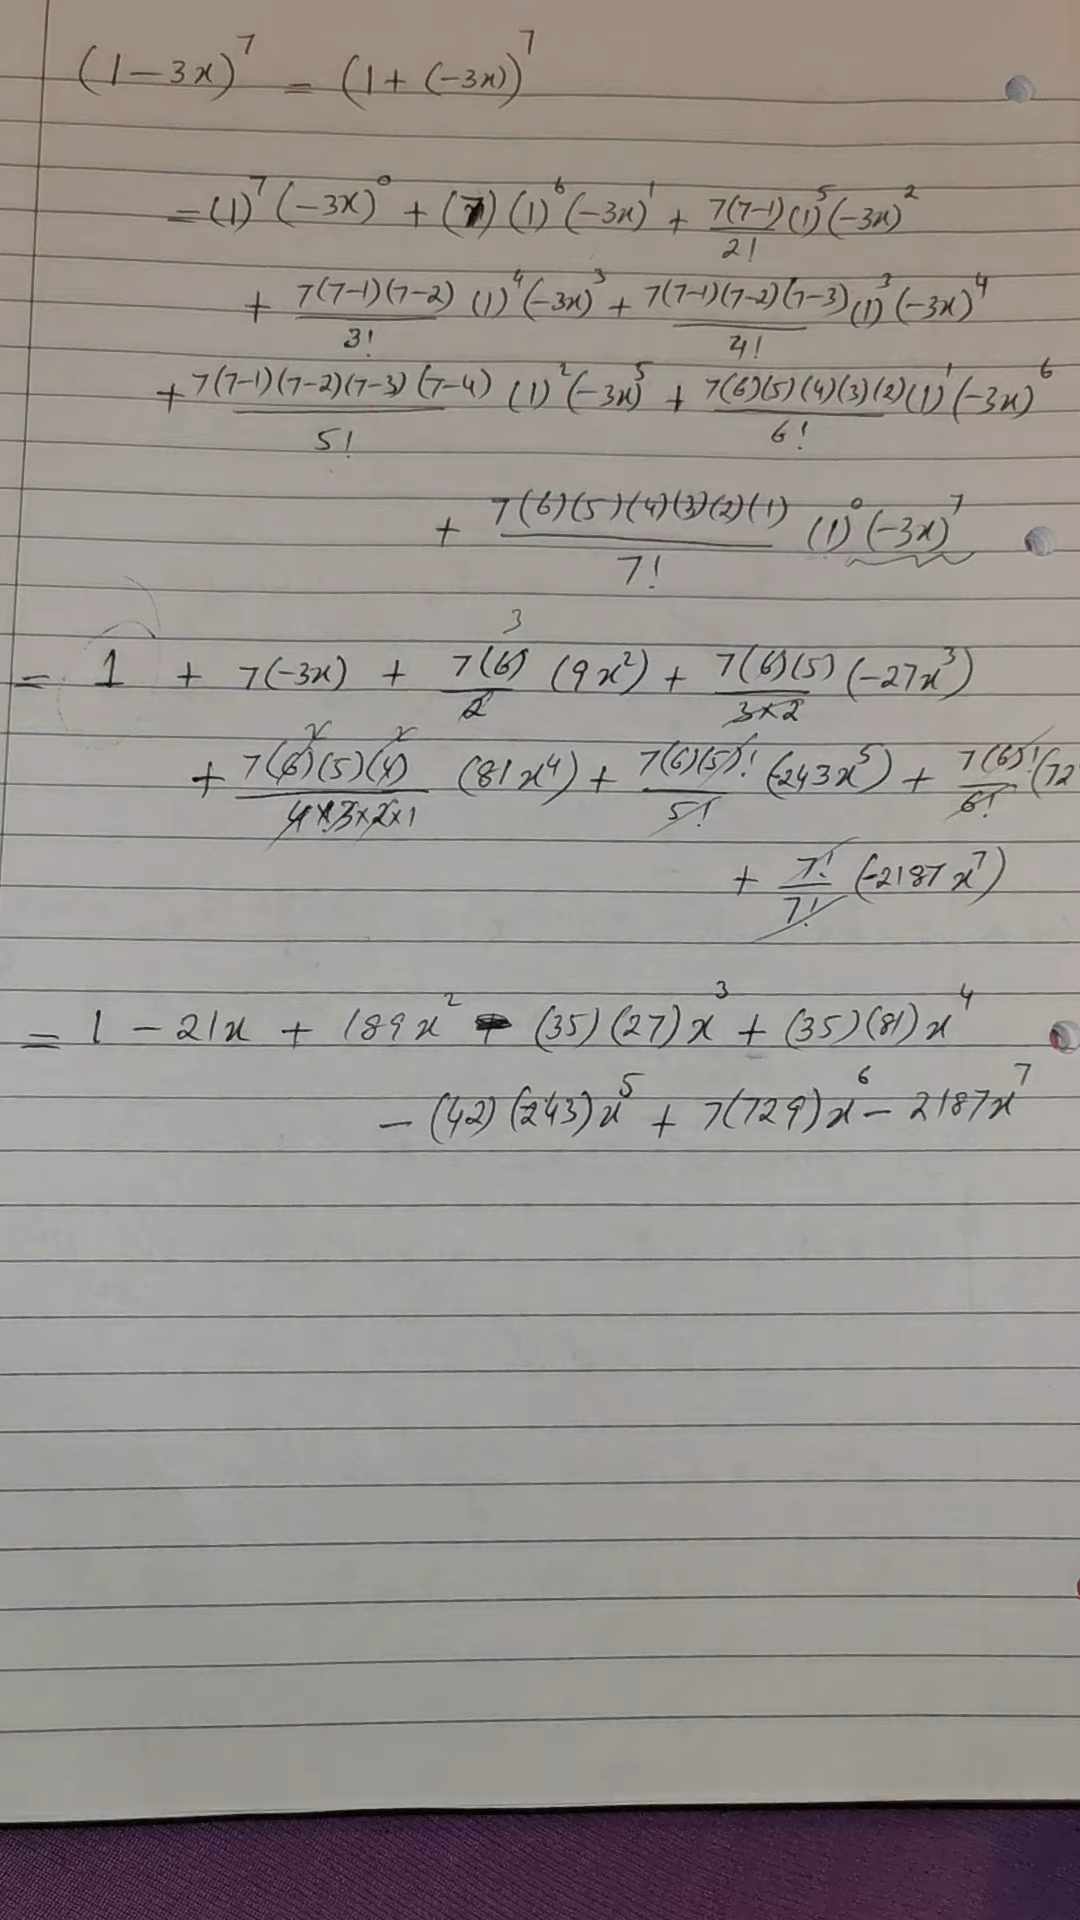 (1-3x)^7 = (1+(-3x))^7
= (1)^7 (-3x)^0 + (7) (1)^6 (-3x)^1 + 7(7-1)/2! (1)^5 (-3x)^2
+ 7(7-1)(7-2)/3! (1)^4 (-3x)^3 + 7(7-1)(7-2)(7-3)/4! (1)^3 (-3x)^4
+ 7(7-1)(7-2)(7-3)(7-4)/5! (1)^2 (-3x)^5 + 7(6)(5)(4)(3)(2)/6! (1)^1 (-3x)^6
+ 7(6)(5)(4)(3)(2)(1)/7! (1)^0 (-3x)^7
3
= 1 + 7(-3x) + 7(6)/2 (9x^2) + 7(6)(5)/3×2 (-27x^3)
+ 7(6)(5)(4)/4×3×2×1 (81x^4) + 7(6)(5)!/5! (-243x^5) + 7(6)!/6! (72
+ 7!/7! (-2187x^7)
= 1 - 21x + 189x^2 - (35)(27)x^3 + (35)(81)x^4
- (42)(243)x^5 + 7(729)x^6 - 2187x^7